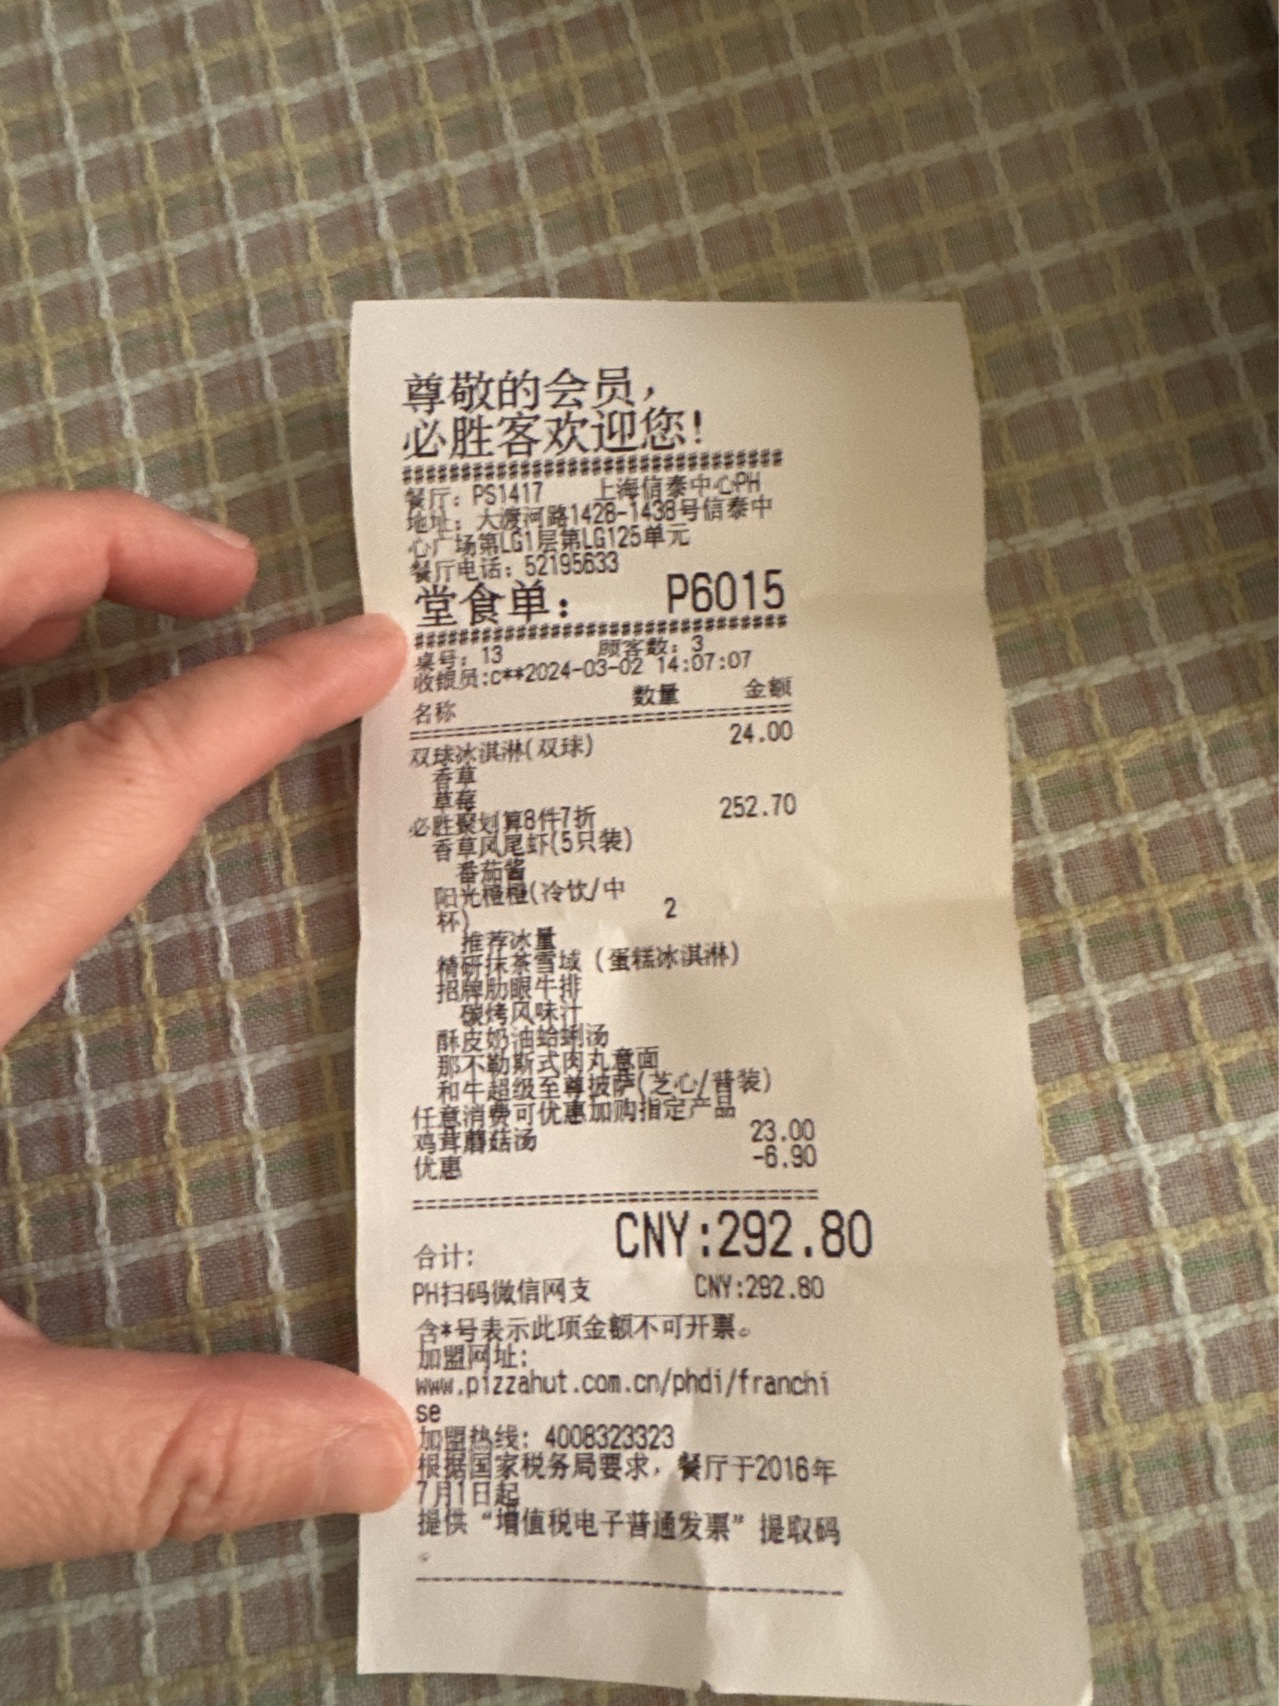 尊敬的会员，
必胜客欢迎您!
################################
餐厅: PS1417 上海信泰中心PH
地址: 大渡河路1428-1438号信泰中
心广场第LG1层第LG125单元
餐厅电话: 52195633
堂食单: P6015
################################
桌号: 13 顾客数: 3
收银员:c**2024-03-02 14:07:07
名称 数量 金额
================================
双球冰淇淋(双球) 24.00
香草
草莓
必胜聚划算8件7折 252.70
香草凤尾虾(5只装)
番茄酱
阳光橙橙(冷饮/中
杯) 2
推荐冰量
精研抹茶雪域 (蛋糕冰淇淋)
招牌肋眼牛排
碳烤风味汁
酥皮奶油蛤蜊汤
那不勒斯式肉丸意面
和牛超级至尊披萨(芝心/普装)
任意消费可优惠加购指定产品
鸡茸蘑菇汤 23.00
优惠 -6.90
================================
合计: CNY:292.80
PH扫码微信网支 CNY:292.80
含*号表示此项金额不可开票。
加盟网址:
www.pizzahut.com.cn/phdi/franchi
se
加盟热线: 4008323323
根据国家税务局要求，餐厅于2016年
7月1日起
提供“增值税电子普通发票”提取码
。
--------------------------------